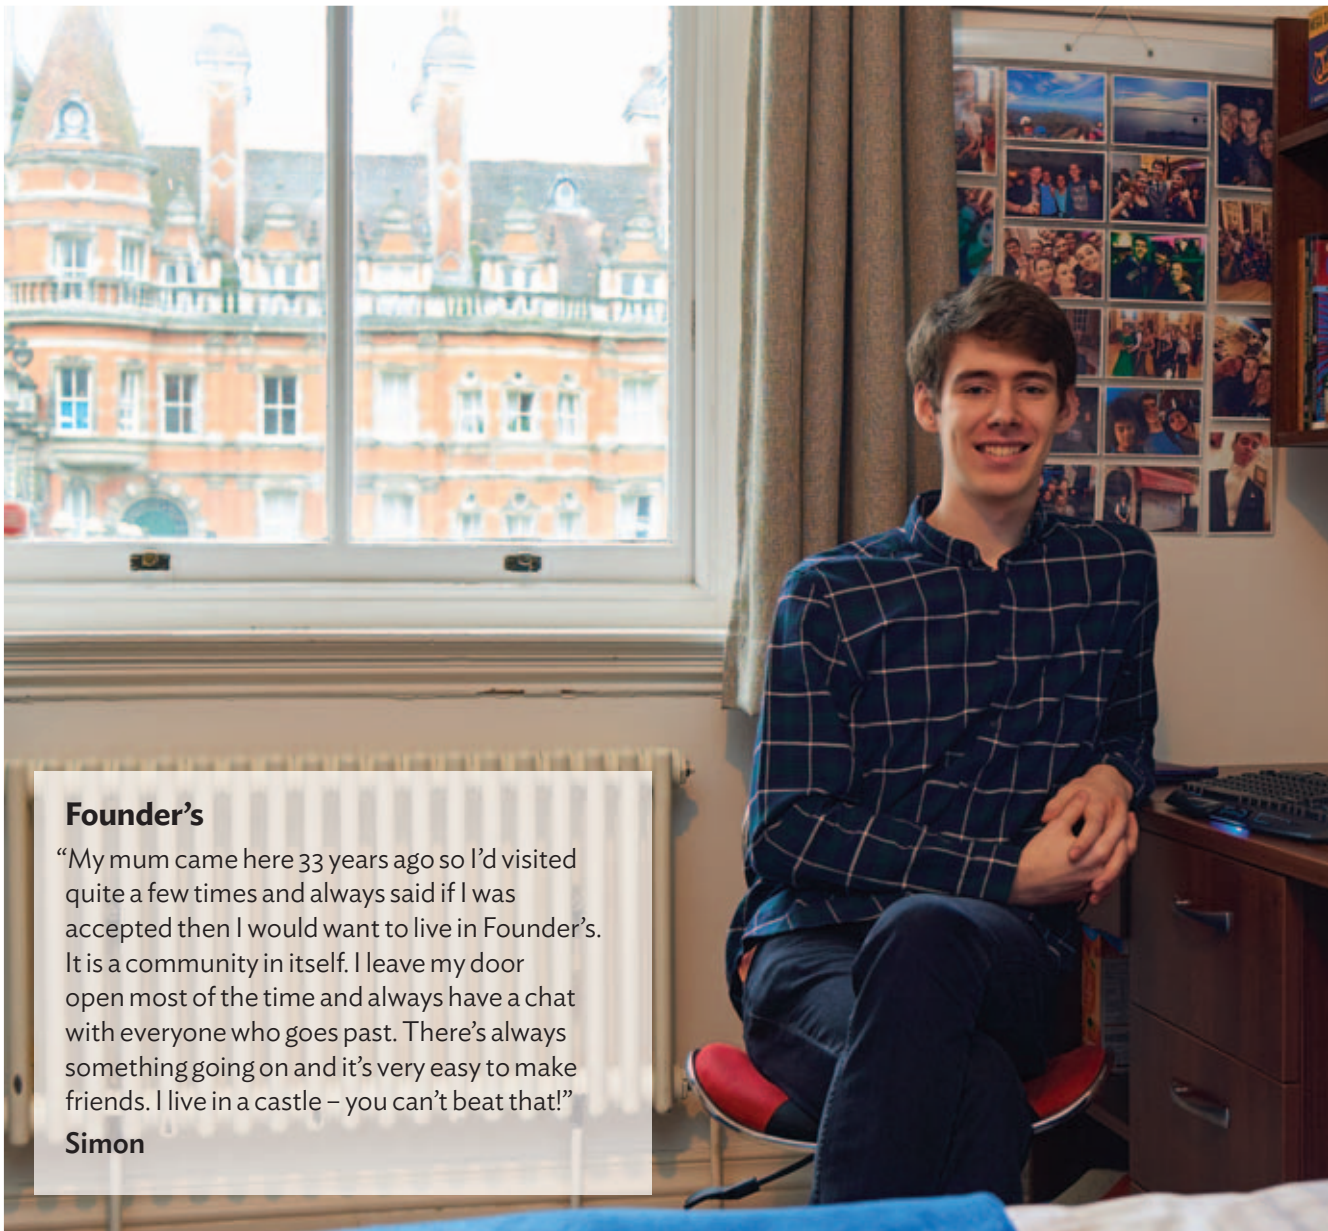 Founder’s
“My mum came here 33 years ago so I’d visited
quite a few times and always said if I was
accepted then I would want to live in Founder’s.
It is a community in itself. I leave my door
open most of the time and always have a chat
with everyone who goes past. There’s always
something going on and it’s very easy to make
friends. I live in a castle – you can’t beat that!”
Simon